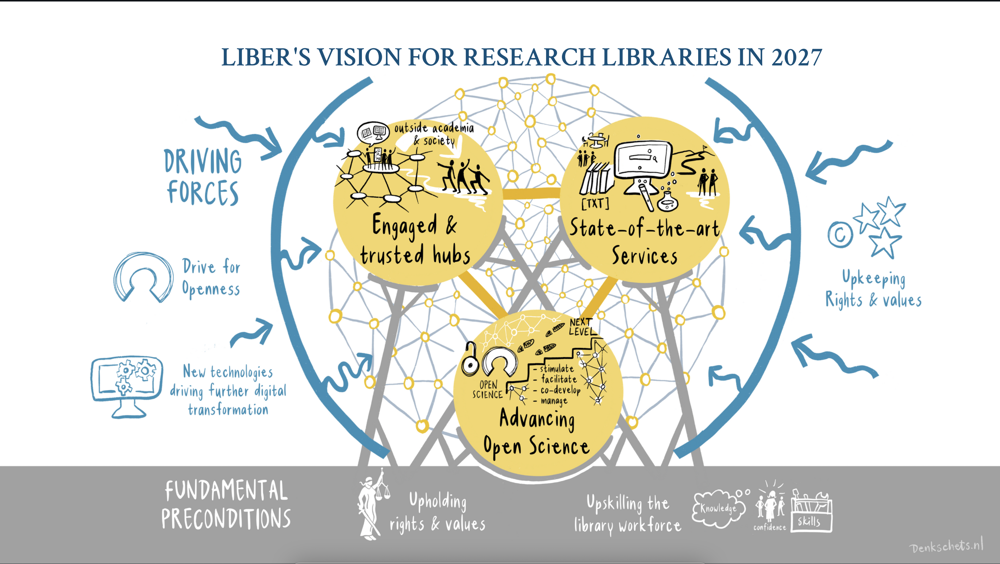 LIBER'S VISION FOR RESEARCH LIBRARIES IN 2027
DRIVING
FORCES
Drive for
Openness
New technologies
driving further digital
transformation
outside academia
& society
Engaged &
trusted hubs
[TXT]
State-of-the-art
Services
©
Upkeeping
Rights & values
NEXT
LEVEL
OPEN
SCIENCE
- stimulate
- facilitate
- co-develop
- manage
Advancing
Open Science
FUNDAMENTAL
PRECONDITIONS
Upholding
rights & values
Upskilling the
library workforce
Knowledge
confidence
Skills
Denkschets.nl